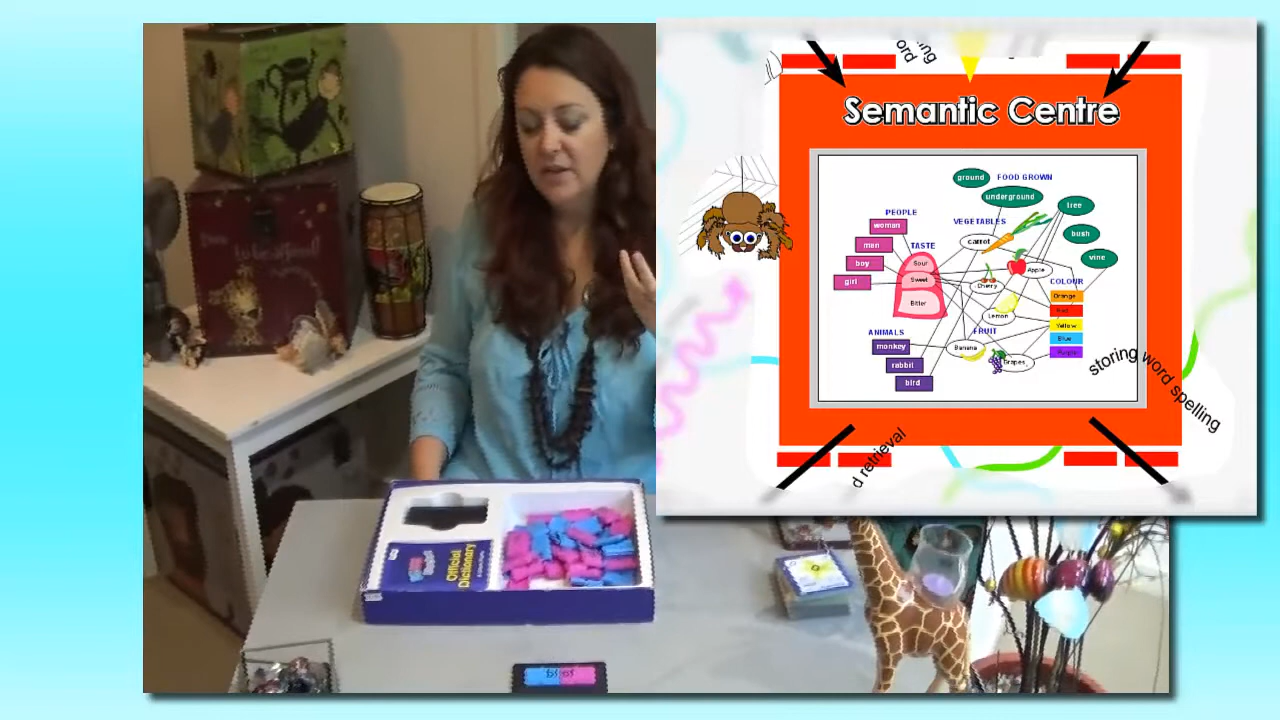 Semantic Centre
ground
FOOD GROWN
underground
tree
PEOPLE
woman
VEGETABLES
bush
man
TASTE
carrot
boy
Sour
vine
girl
Sweet
Apple
Cherry
COLOUR
Bitter
Orange
Red
Lemon
Yellow
ANIMALS
FRUIT
Blue
monkey
Banana
Purple
rabbit
Grapes
bird
storing word spelling
d retrieval
Official
Dictionary